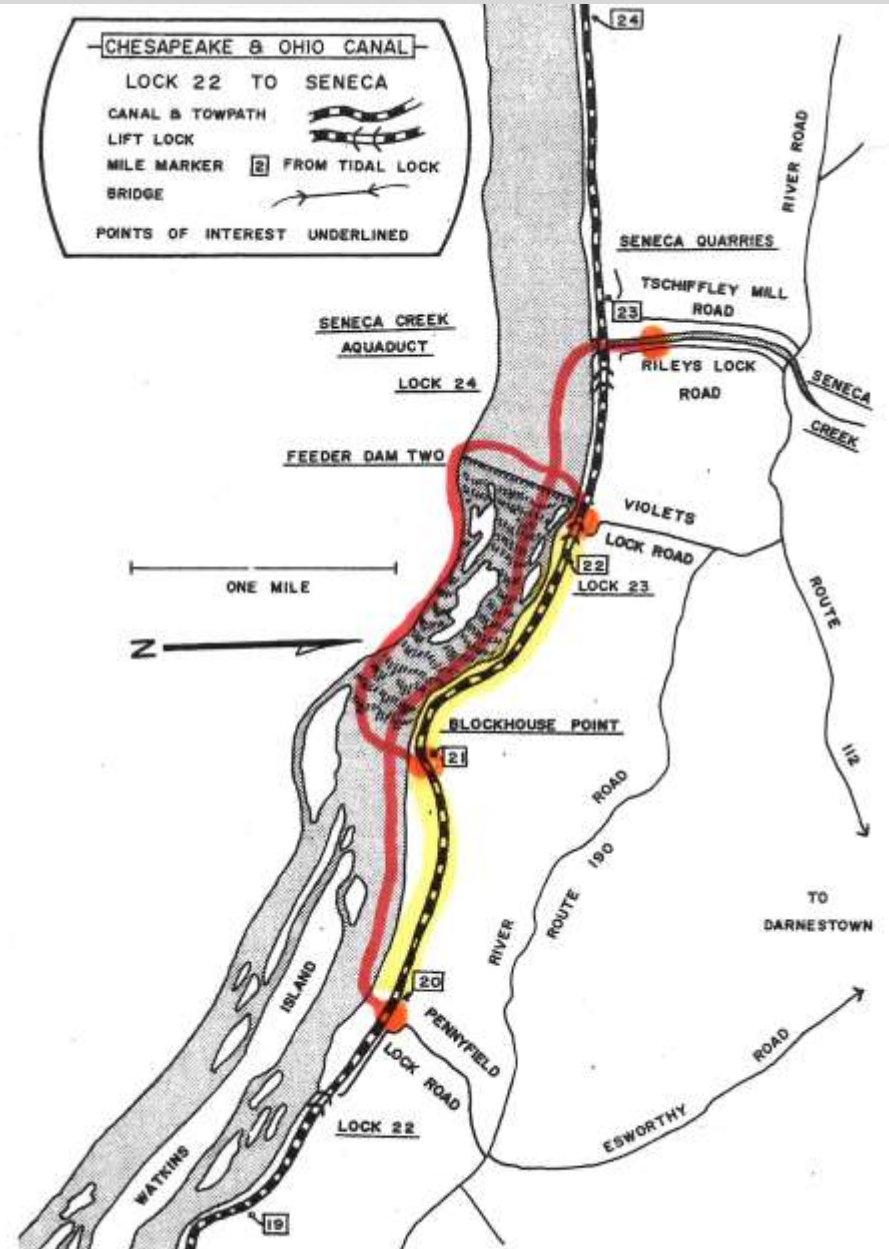 CHESAPEAKE & OHIO CANAL
LOCK 22 TO SENECA
CANAL & TOWPATH
LIFT LOCK
MILE MARKER 2 FROM TIDAL LOCK
BRIDGE
POINTS OF INTEREST UNDERLINED
24
RIVER ROAD
SENECA QUARRIES
TSCHIFFLEY MILL
ROAD
23
SENECA CREEK
AQUADUCT
LOCK 24
RILEYS LOCK
ROAD
SENECA
CREEK
FEEDER DAM TWO
VIOLETS
LOCK ROAD
22
LOCK 23
ONE MILE
N
ROUTE
112
BLOCKHOUSE POINT
21
RIVER
ROAD
ROUTE 190
TO
DARNESTOWN
20
PENNYFIELD
LOCK ROAD
ESWORTHY ROAD
LOCK 22
WATKINS
ISLAND
19